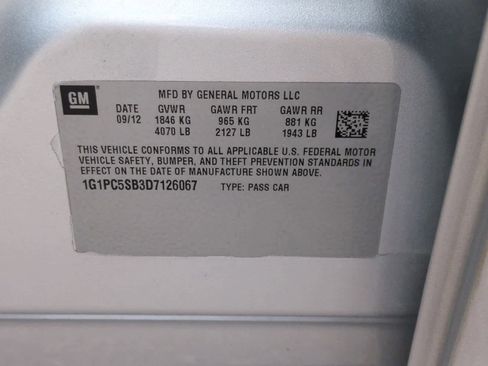 GM
MFD BY GENERAL MOTORS LLC
DATE GVWR GAWR FRT GAWR RR
09/12 1846 KG 965 KG 881 KG
4070 LB 2127 LB 1943 LB
THIS VEHICLE CONFORMS TO ALL APPLICABLE U.S. FEDERAL MOTOR
VEHICLE SAFETY, BUMPER, AND THEFT PREVENTION STANDARDS IN
EFFECT ON THE DATE OF MANUFACTURE SHOWN ABOVE.
1G1PC5SB3D7126067 TYPE: PASS CAR